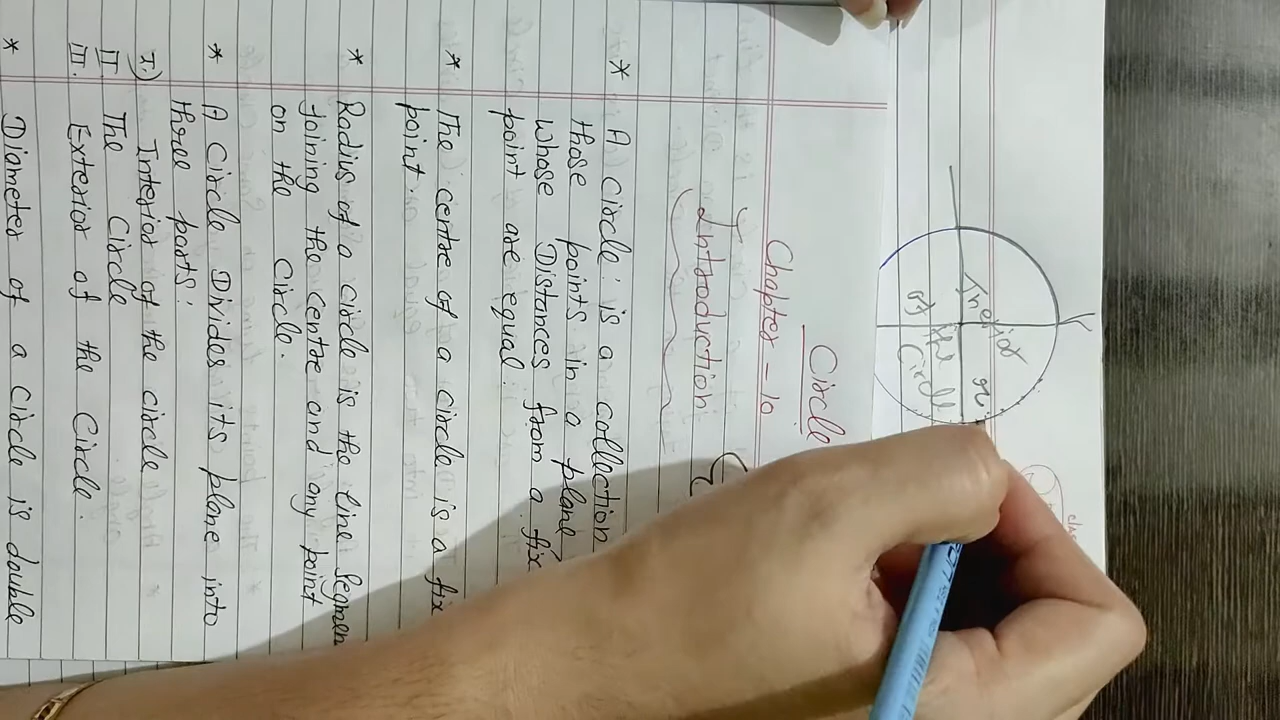 Circle
Chapter - 10
Introduction
* A circle is a collection
those points in a plane
whose Distances from a fix
point are equal.
* The centre of a circle is a fix
point.
* Radius of a circle is the line segmen
joining the centre and any point
on the circle.
* A Circle Divides its plane into
three parts:
I.) Interior of the circle
II The Circle
III. Exterior of the Circle.
* Diameter of a Circle is double
Interior
of the
Circle
r